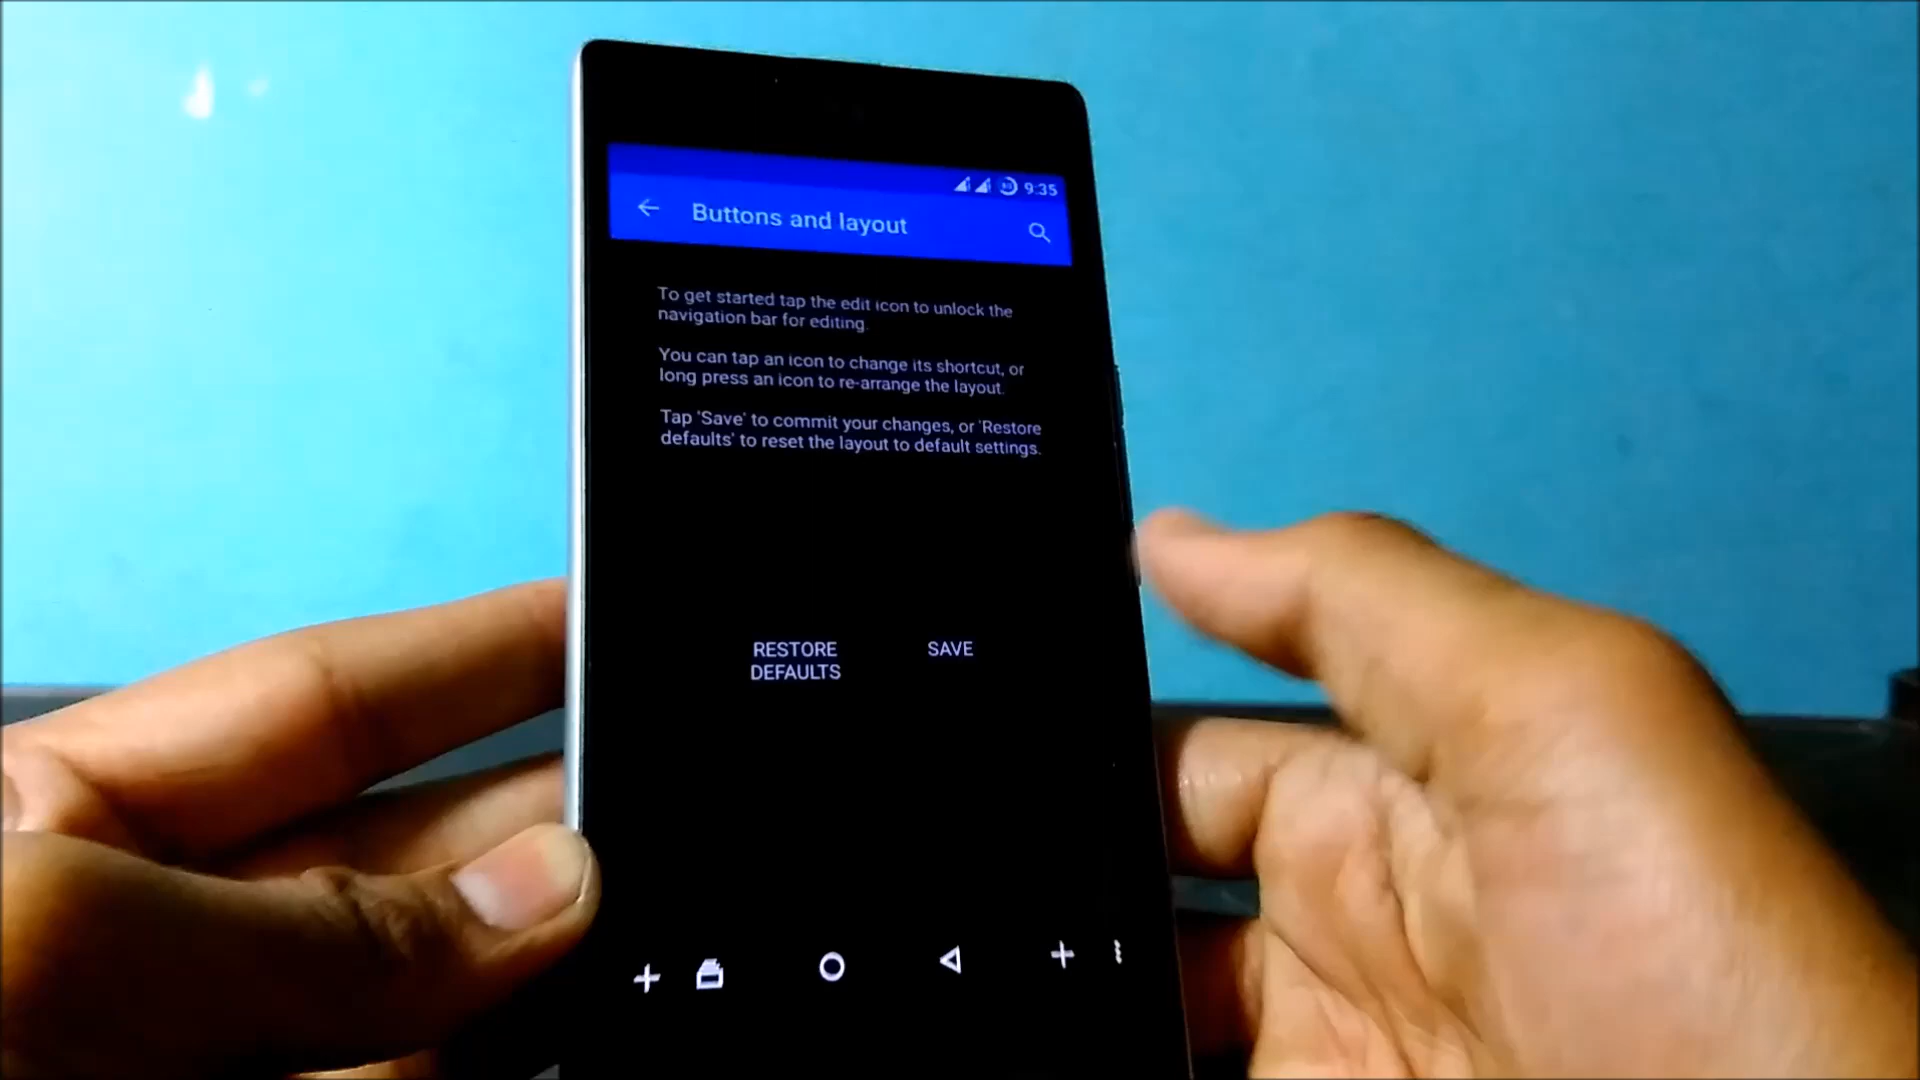 9:35
Buttons and layout
To get started tap the edit icon to unlock the
navigation bar for editing.
You can tap an icon to change its shortcut, or
long press an icon to re-arrange the layout.
Tap 'Save' to commit your changes, or 'Restore
defaults' to reset the layout to default settings.
RESTORE
DEFAULTS
SAVE